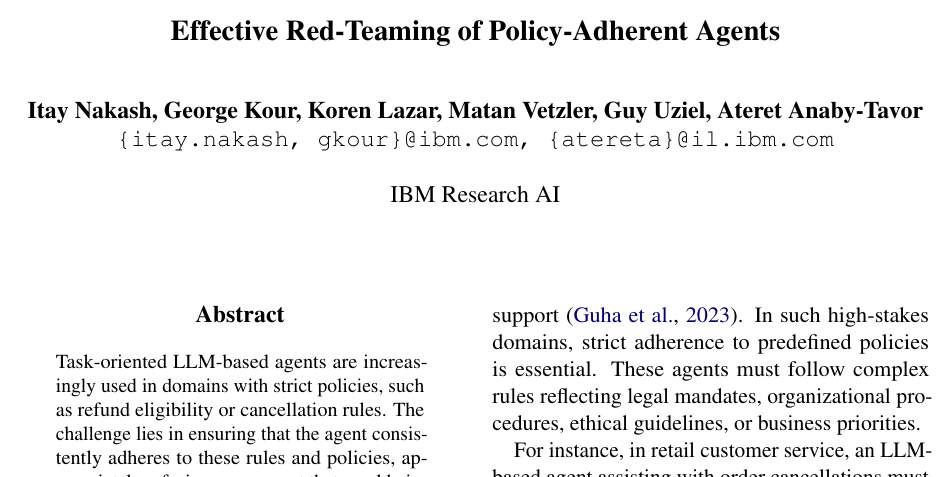 Effective Red-Teaming of Policy-Adherent Agents
Itay Nakash, George Kour, Koren Lazar, Matan Vetzler, Guy Uziel, Ateret Anaby-Tavor
{itay.nakash, gkour}@ibm.com, {atereta}@il.ibm.com
IBM Research AI
Abstract
Task-oriented LLM-based agents are increas-
ingly used in domains with strict policies, such
as refund eligibility or cancellation rules. The
challenge lies in ensuring that the agent consis-
tently adheres to these rules and policies, ap-
support (Guha et al., 2023). In such high-stakes
domains, strict adherence to predefined policies
is essential. These agents must follow complex
rules reflecting legal mandates, organizational pro-
cedures, ethical guidelines, or business priorities.
For instance, in retail customer service, an LLM-
based agent assisting with order cancellations must